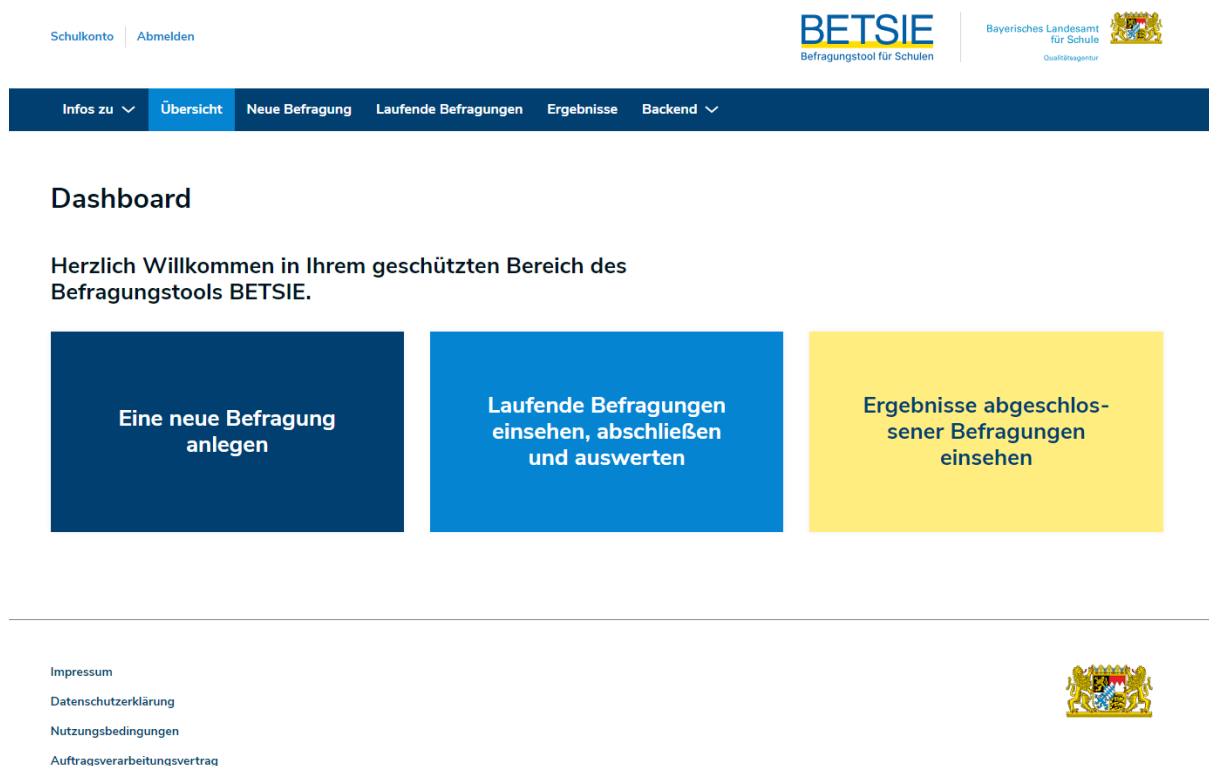 Schulkonto Abmelden
BETSIE
Befragungstool für Schulen
Bayerisches Landesamt
für Schule
Qualitätsagentur
Infos zu Übersicht Neue Befragung Laufende Befragungen Ergebnisse Backend
Dashboard
Herzlich Willkommen in Ihrem geschützten Bereich des
Befragungstools BETSIE.
Eine neue Befragung
anlegen
Laufende Befragungen
einsehen, abschließen
und auswerten
Ergebnisse abgeschlos-
sener Befragungen
einsehen
Impressum
Datenschutzerklärung
Nutzungsbedingungen
Auftragsverarbeitungsvertrag